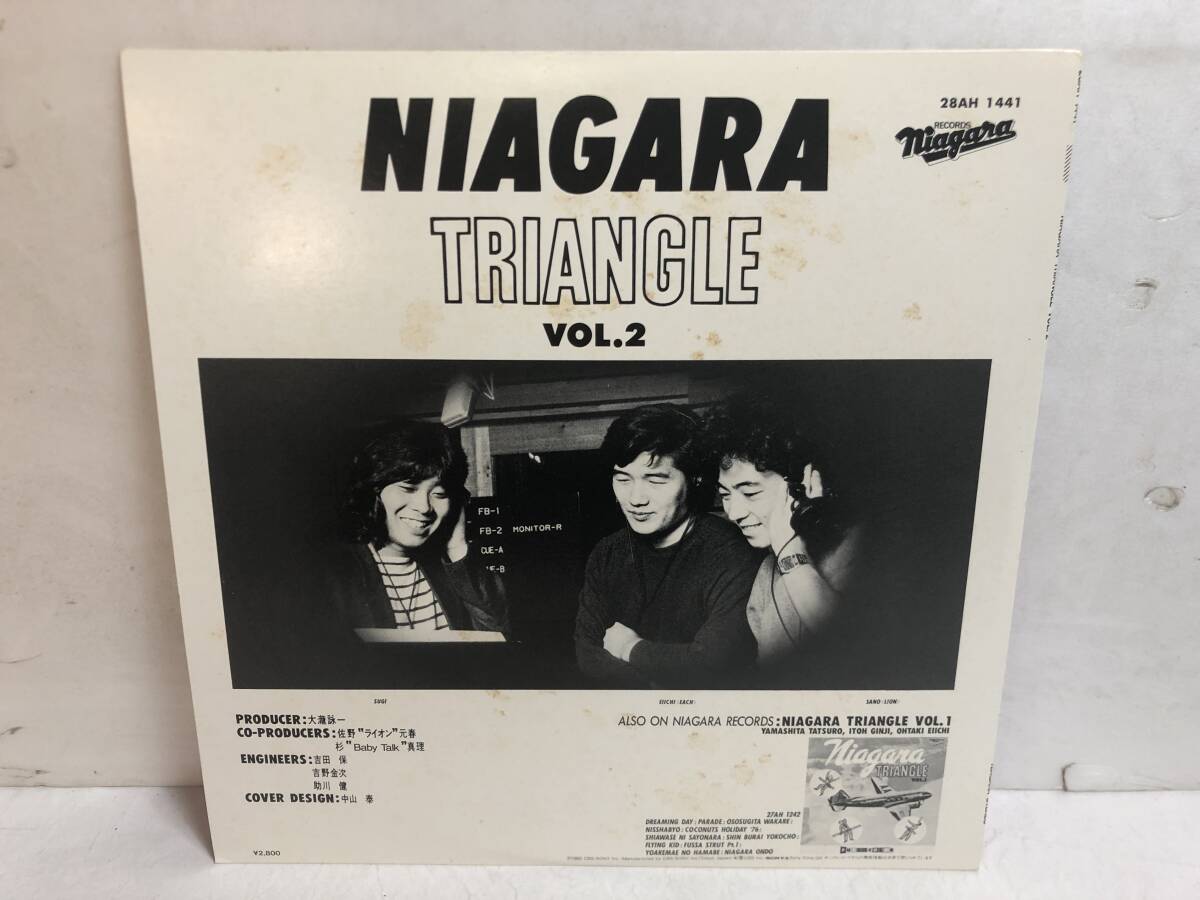 28AH 1441
RECORDS
Niagara
NIAGARA
TRIANGLE
VOL.2
FB-1
FB-2 MONITOR-R
CUE-A
SUGI
EIICHI (EACH)
SANO (LION)
PRODUCER:大瀧詠一
CO-PRODUCERS:佐野"ライオン"元春
杉"Baby Talk"真理
ENGINEERS:吉田 保
吉野金次
助川 健
COVER DESIGN:中山 泰
¥2,800
ALSO ON NIAGARA RECORDS:NIAGARA TRIANGLE VOL.1
YAMASHITA TATSURO, ITOH GINJI, OHTAKI EIICHI
Niagara
TRIANGLE
VOL.1
27AH 1242
DREAMING DAY: PARADE: OSOSUGITA WAKARE:
NISSHABYO: COCONUTS HOLIDAY '76:
SHIAWASE NI SAYONARA: SHIN BURAI YOKOCHO:
FLYING KID: FUSSA STRUT Pt.I:
YOAKEMAE NO HAMABE: NIAGARA ONDO